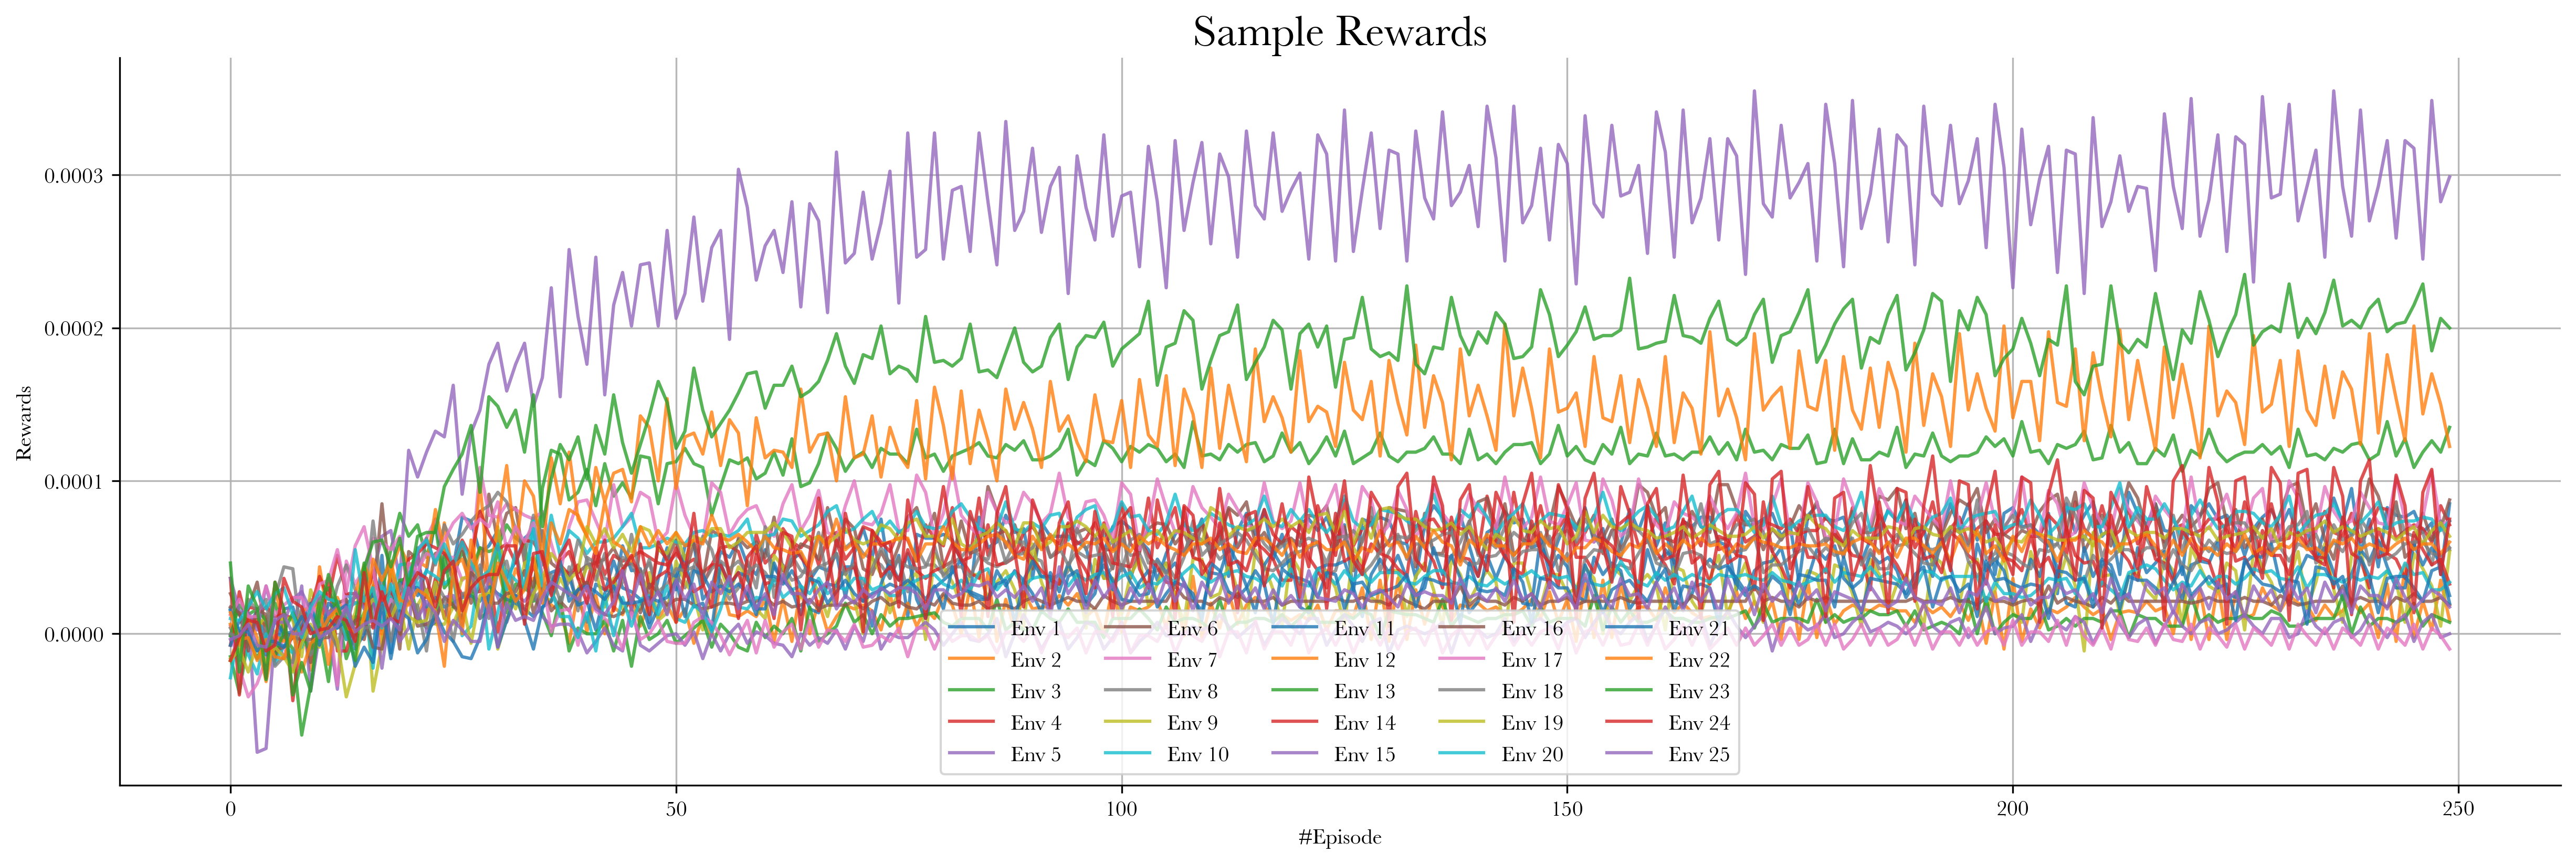 Sample Rewards
Rewards
0.0003
0.0002
0.0001
0.0000
Env 1 Env 6 Env 11 Env 16 Env 21
Env 2 Env 7 Env 12 Env 17 Env 22
Env 3 Env 8 Env 13 Env 18 Env 23
Env 4 Env 9 Env 14 Env 19 Env 24
Env 5 Env 10 Env 15 Env 20 Env 25
0 50 100 150 200 250
#Episode